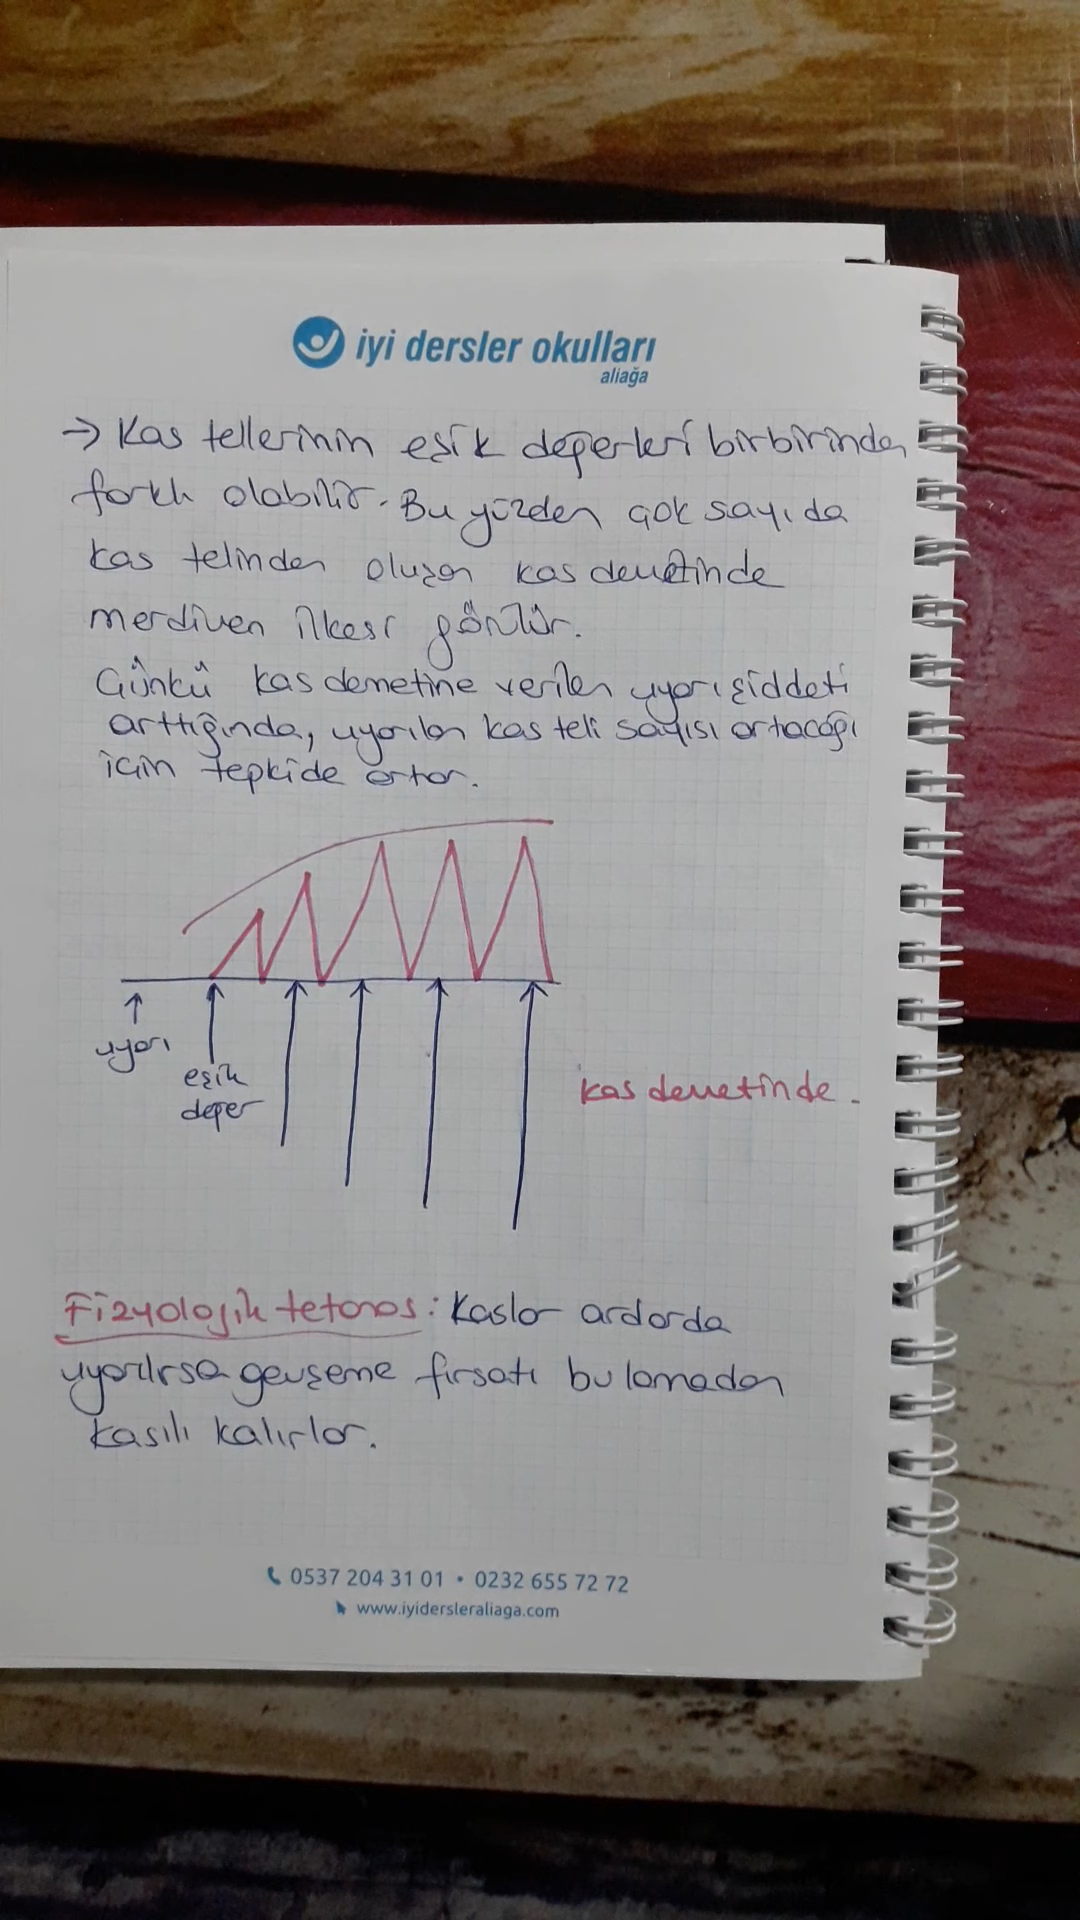 iyi dersler okulları
aliağa
→ Kas tellerinin eşik değerleri birbirinden
farklı olabilir. Bu yüzden çok sayıda
kas telinden oluşan kas demetinde
merdiven ilkesi görülür.
Çünkü kas demetine verilen uyarı şiddeti
arttığında, uyarılan kas teli sayısı artacağı
için tepkide artar.
uyarı
eşik
değer
kas demetinde.
Fizyolojik tetanos: Kaslar ardarda
uyarılırsa gevşeme fırsatı bulamadan
kasılı kalırlar.
0537 204 31 01 • 0232 655 72 72
www.iyidersleraliaga.com